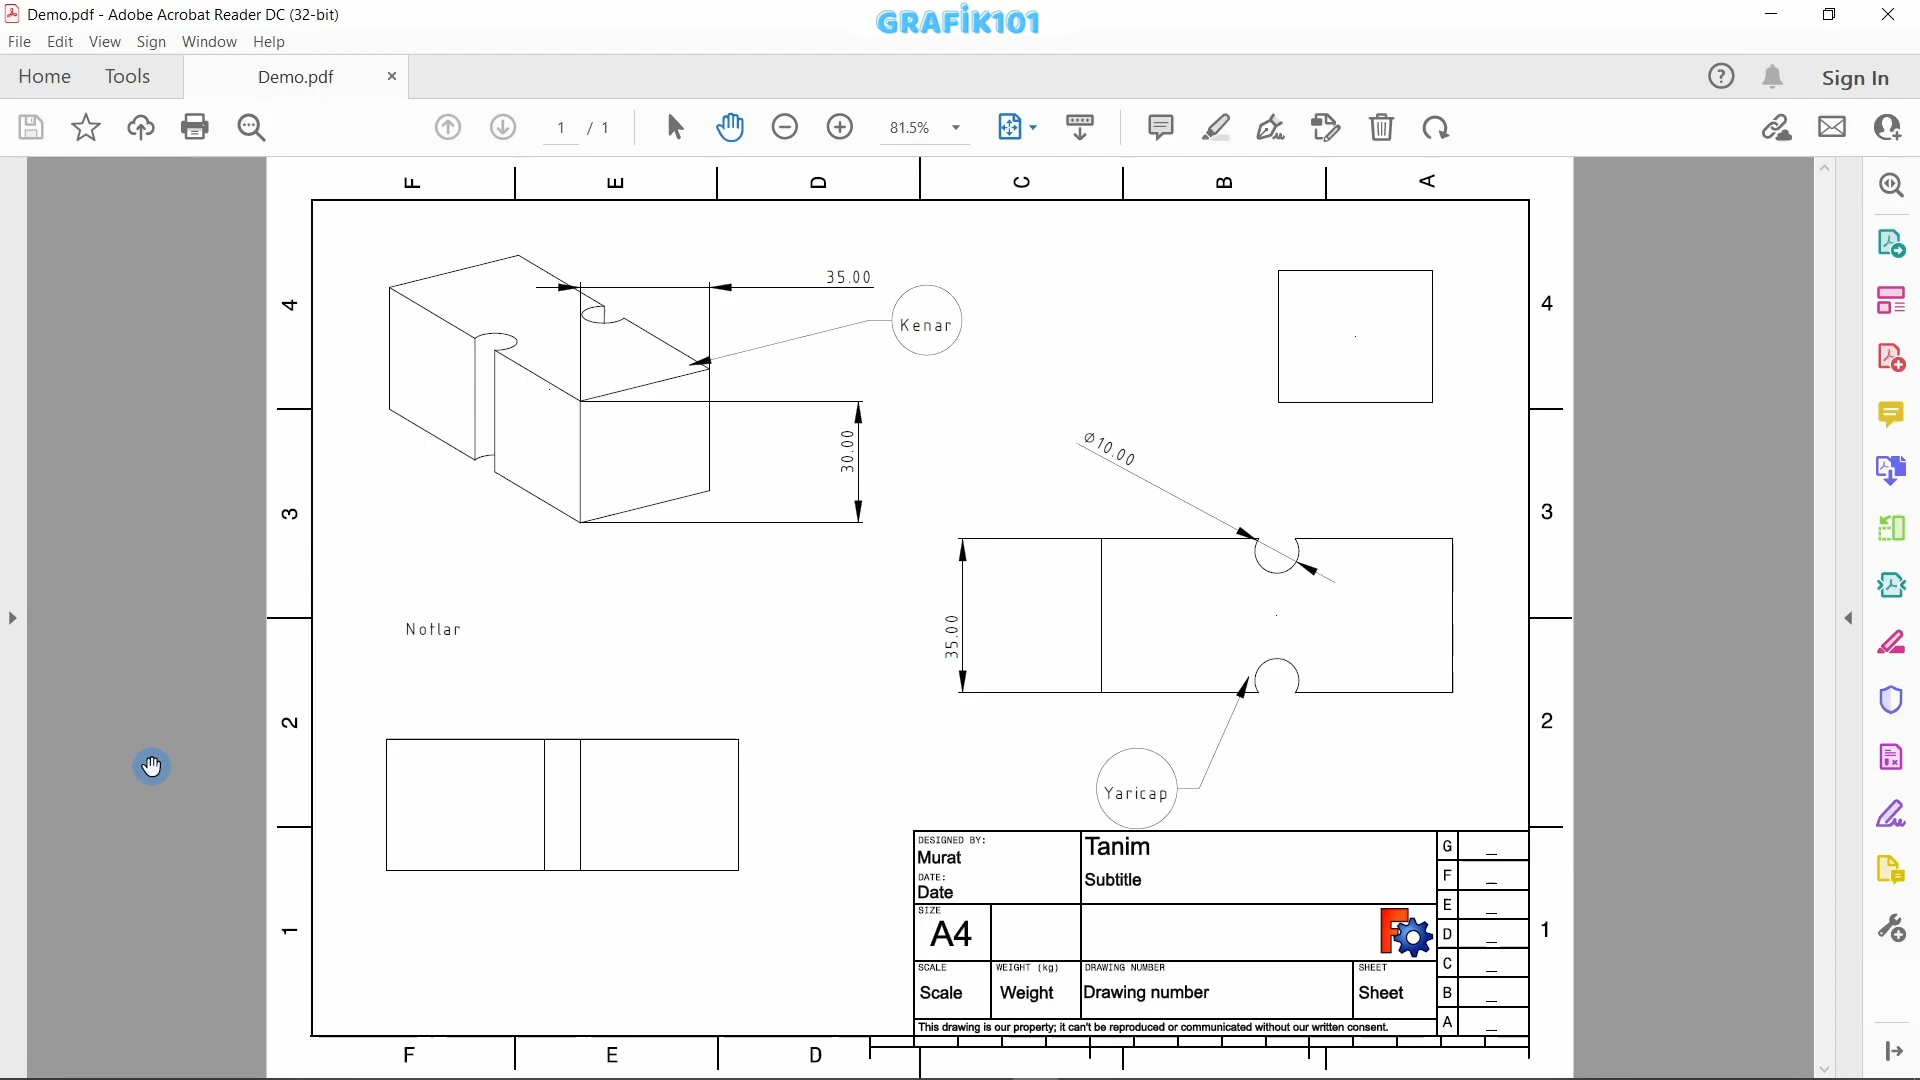 Demo.pdf - Adobe Acrobat Reader DC (32-bit)
GRAFİK101
File Edit View Sign Window Help
Home Tools Demo.pdf Sign In
1 / 1 81.5%
F E D C B A
4 4
35.00
Kenar
30.00
3 3
Ø10.00
35.00
Notlar
2 2
Yaricap
DESIGNED BY:
Murat
DATE:
Date
Tanim
Subtitle
SIZE
A4
SCALE
Scale
WEIGHT (kg)
Weight
DRAWING NUMBER
Drawing number
SHEET
Sheet
This drawing is our property; it can't be reproduced or communicated without our written consent.
G _
F _
E _
D _
C _
B _
A _
1 1
F E D